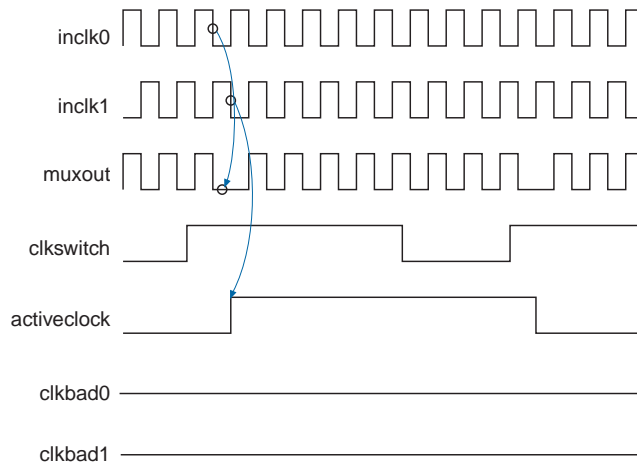 inclk0
inclk1
muxout
clkswitch
activeclock
clkbad0
clkbad1